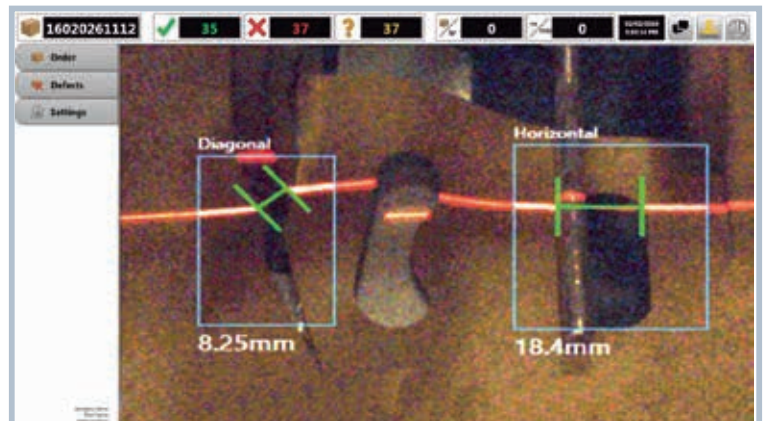 16020261112
35
37
37
0
0
Order
Defects
Settings
Diagonal
Horizontal
8.25mm
18.4mm